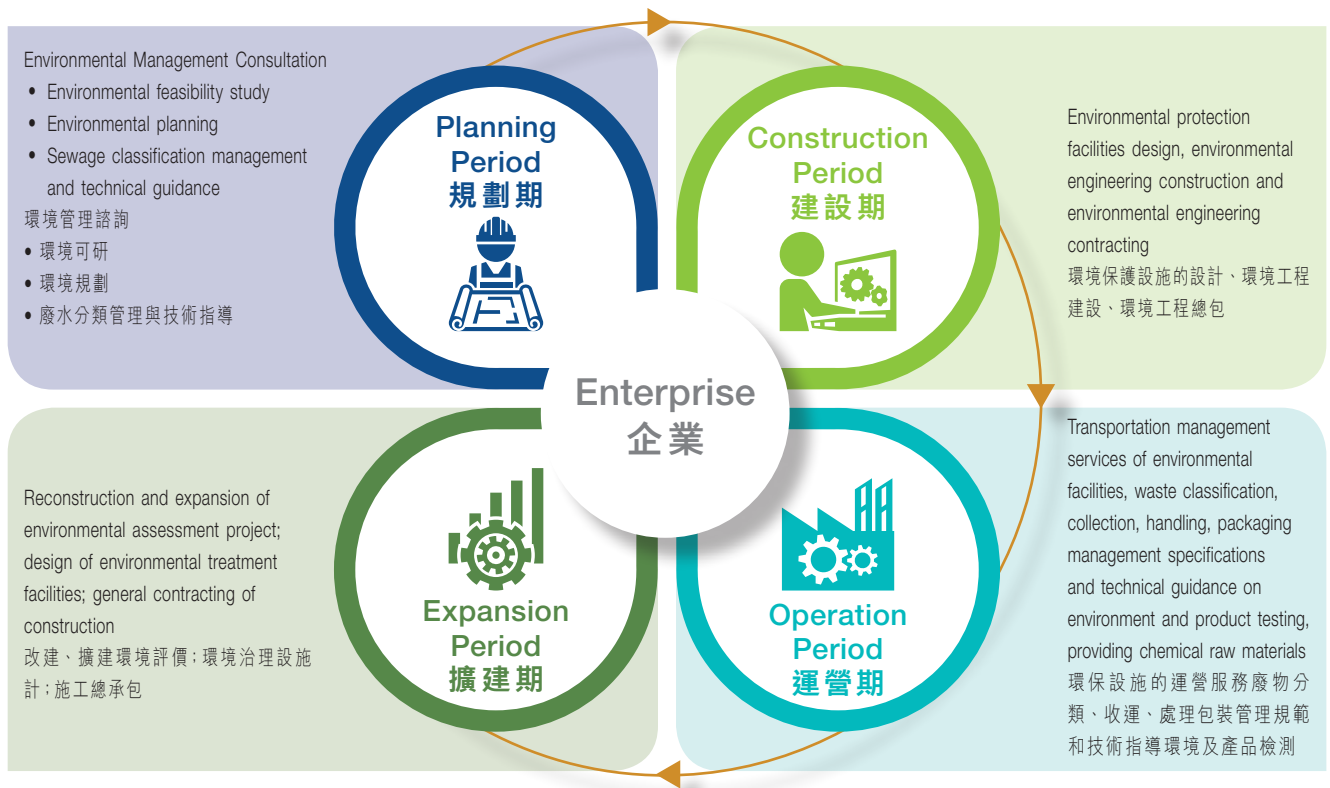 Environmental Management Consultation
• Environmental feasibility study
• Environmental planning
• Sewage classification management
and technical guidance
環境管理諮詢
• 環境可研
• 環境規劃
• 廢水分類管理與技術指導
Planning
Period
規劃期
Construction
Period
建設期
Environmental protection
facilities design, environmental
engineering construction and
environmental engineering
contracting
環境保護設施的設計、環境工程
建設、環境工程總包
Enterprise
企業
Reconstruction and expansion of
environmental assessment project;
design of environmental treatment
facilities; general contracting of
construction
改建、擴建環境評價；環境治理設施
計；施工總承包
Expansion
Period
擴建期
Operation
Period
運營期
Transportation management
services of environmental
facilities, waste classification,
collection, handling, packaging
management specifications
and technical guidance on
environment and product testing,
providing chemical raw materials
環保設施的運營服務廢物分
類、收運、處理包裝管理規範
和技術指導環境及產品檢測